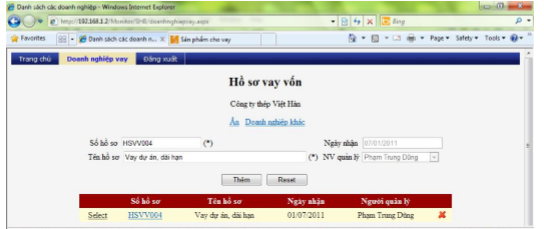 Danh sách các doanh nghiệp - Windows Internet Explorer
http://192.168.1.2/Monitor/SHB/doanhnghiepvay.aspx
Bing
Favorites
Danh sách các doanh n...
Sản phẩm cho vay
Page
Safety
Tools
Trang chủ
Doanh nghiệp vay
Đăng xuất
Hồ sơ vay vốn
Công ty thép Việt Hàn
Ẩn Doanh nghiệp khác
Số hồ sơ HSVV004 (*) Ngày nhận 07/01/2011
Tên hồ sơ Vay dự án, dài hạn (*) NV quản lý Phạm Trung Dũng
Thêm Reset
Số hồ sơ Tên hồ sơ Ngày nhận Người quản lý
Select HSVV004 Vay dự án, dài hạn 01/07/2011 Phạm Trung Dũng